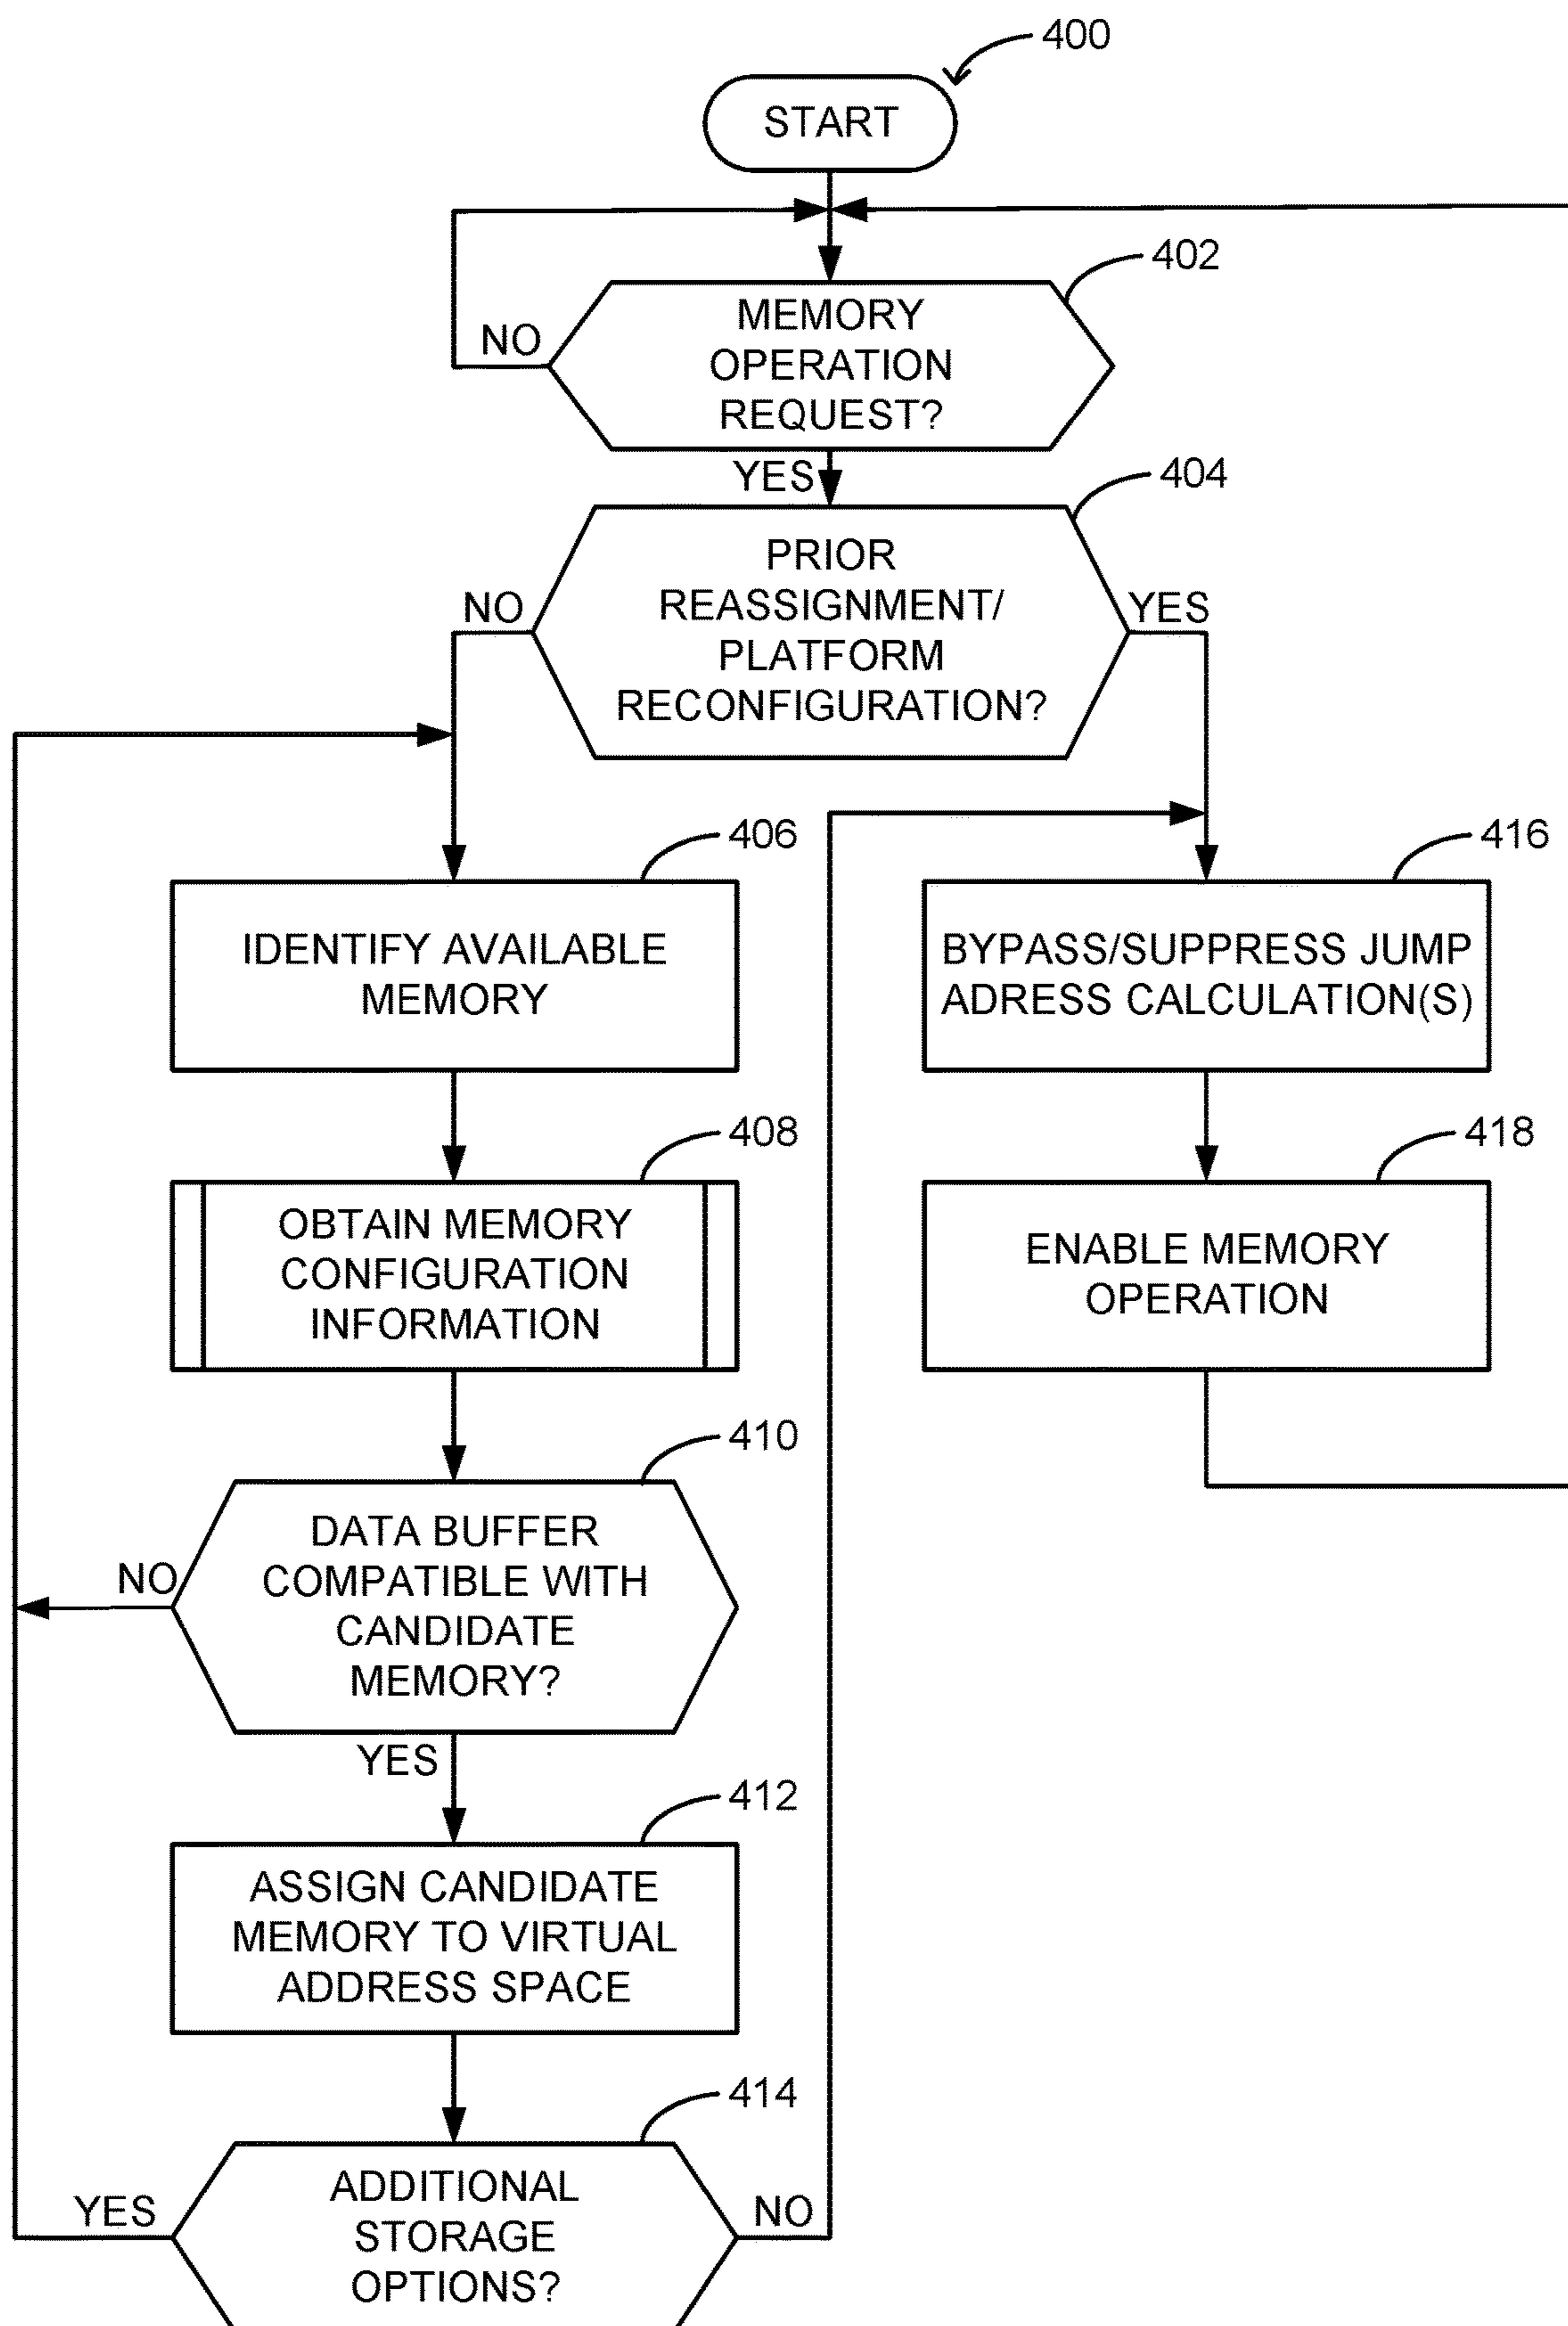 400
START
402
MEMORY
OPERATION
REQUEST?
NO
YES
404
PRIOR
REASSIGNMENT/
PLATFORM
RECONFIGURATION?
NO
YES
406
IDENTIFY AVAILABLE
MEMORY
416
BYPASS/SUPPRESS JUMP
ADRESS CALCULATION(S)
408
OBTAIN MEMORY
CONFIGURATION
INFORMATION
418
ENABLE MEMORY
OPERATION
410
DATA BUFFER
COMPATIBLE WITH
CANDIDATE
MEMORY?
NO
YES
412
ASSIGN CANDIDATE
MEMORY TO VIRTUAL
ADDRESS SPACE
414
ADDITIONAL
STORAGE
OPTIONS?
YES
NO